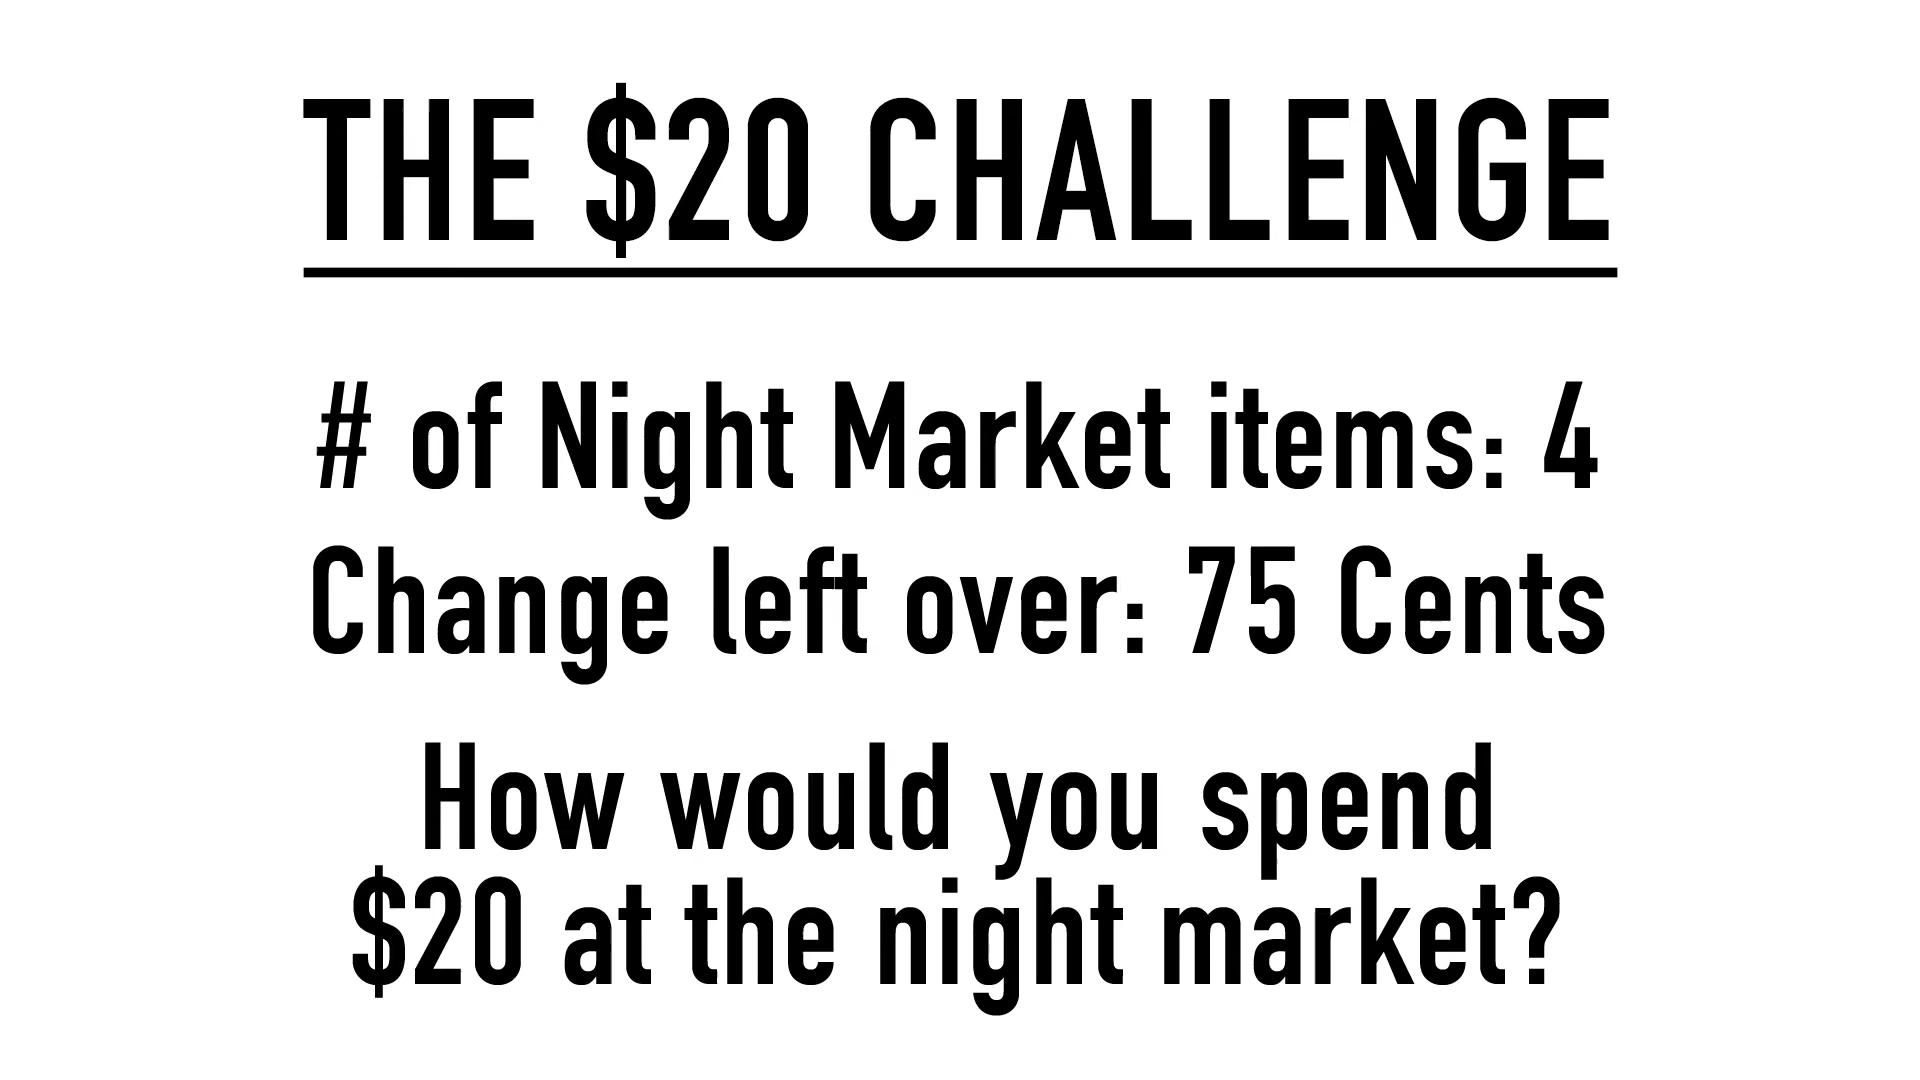 THE $20 CHALLENGE
# of Night Market items: 4
Change left over: 75 Cents
How would you spend
$20 at the night market?